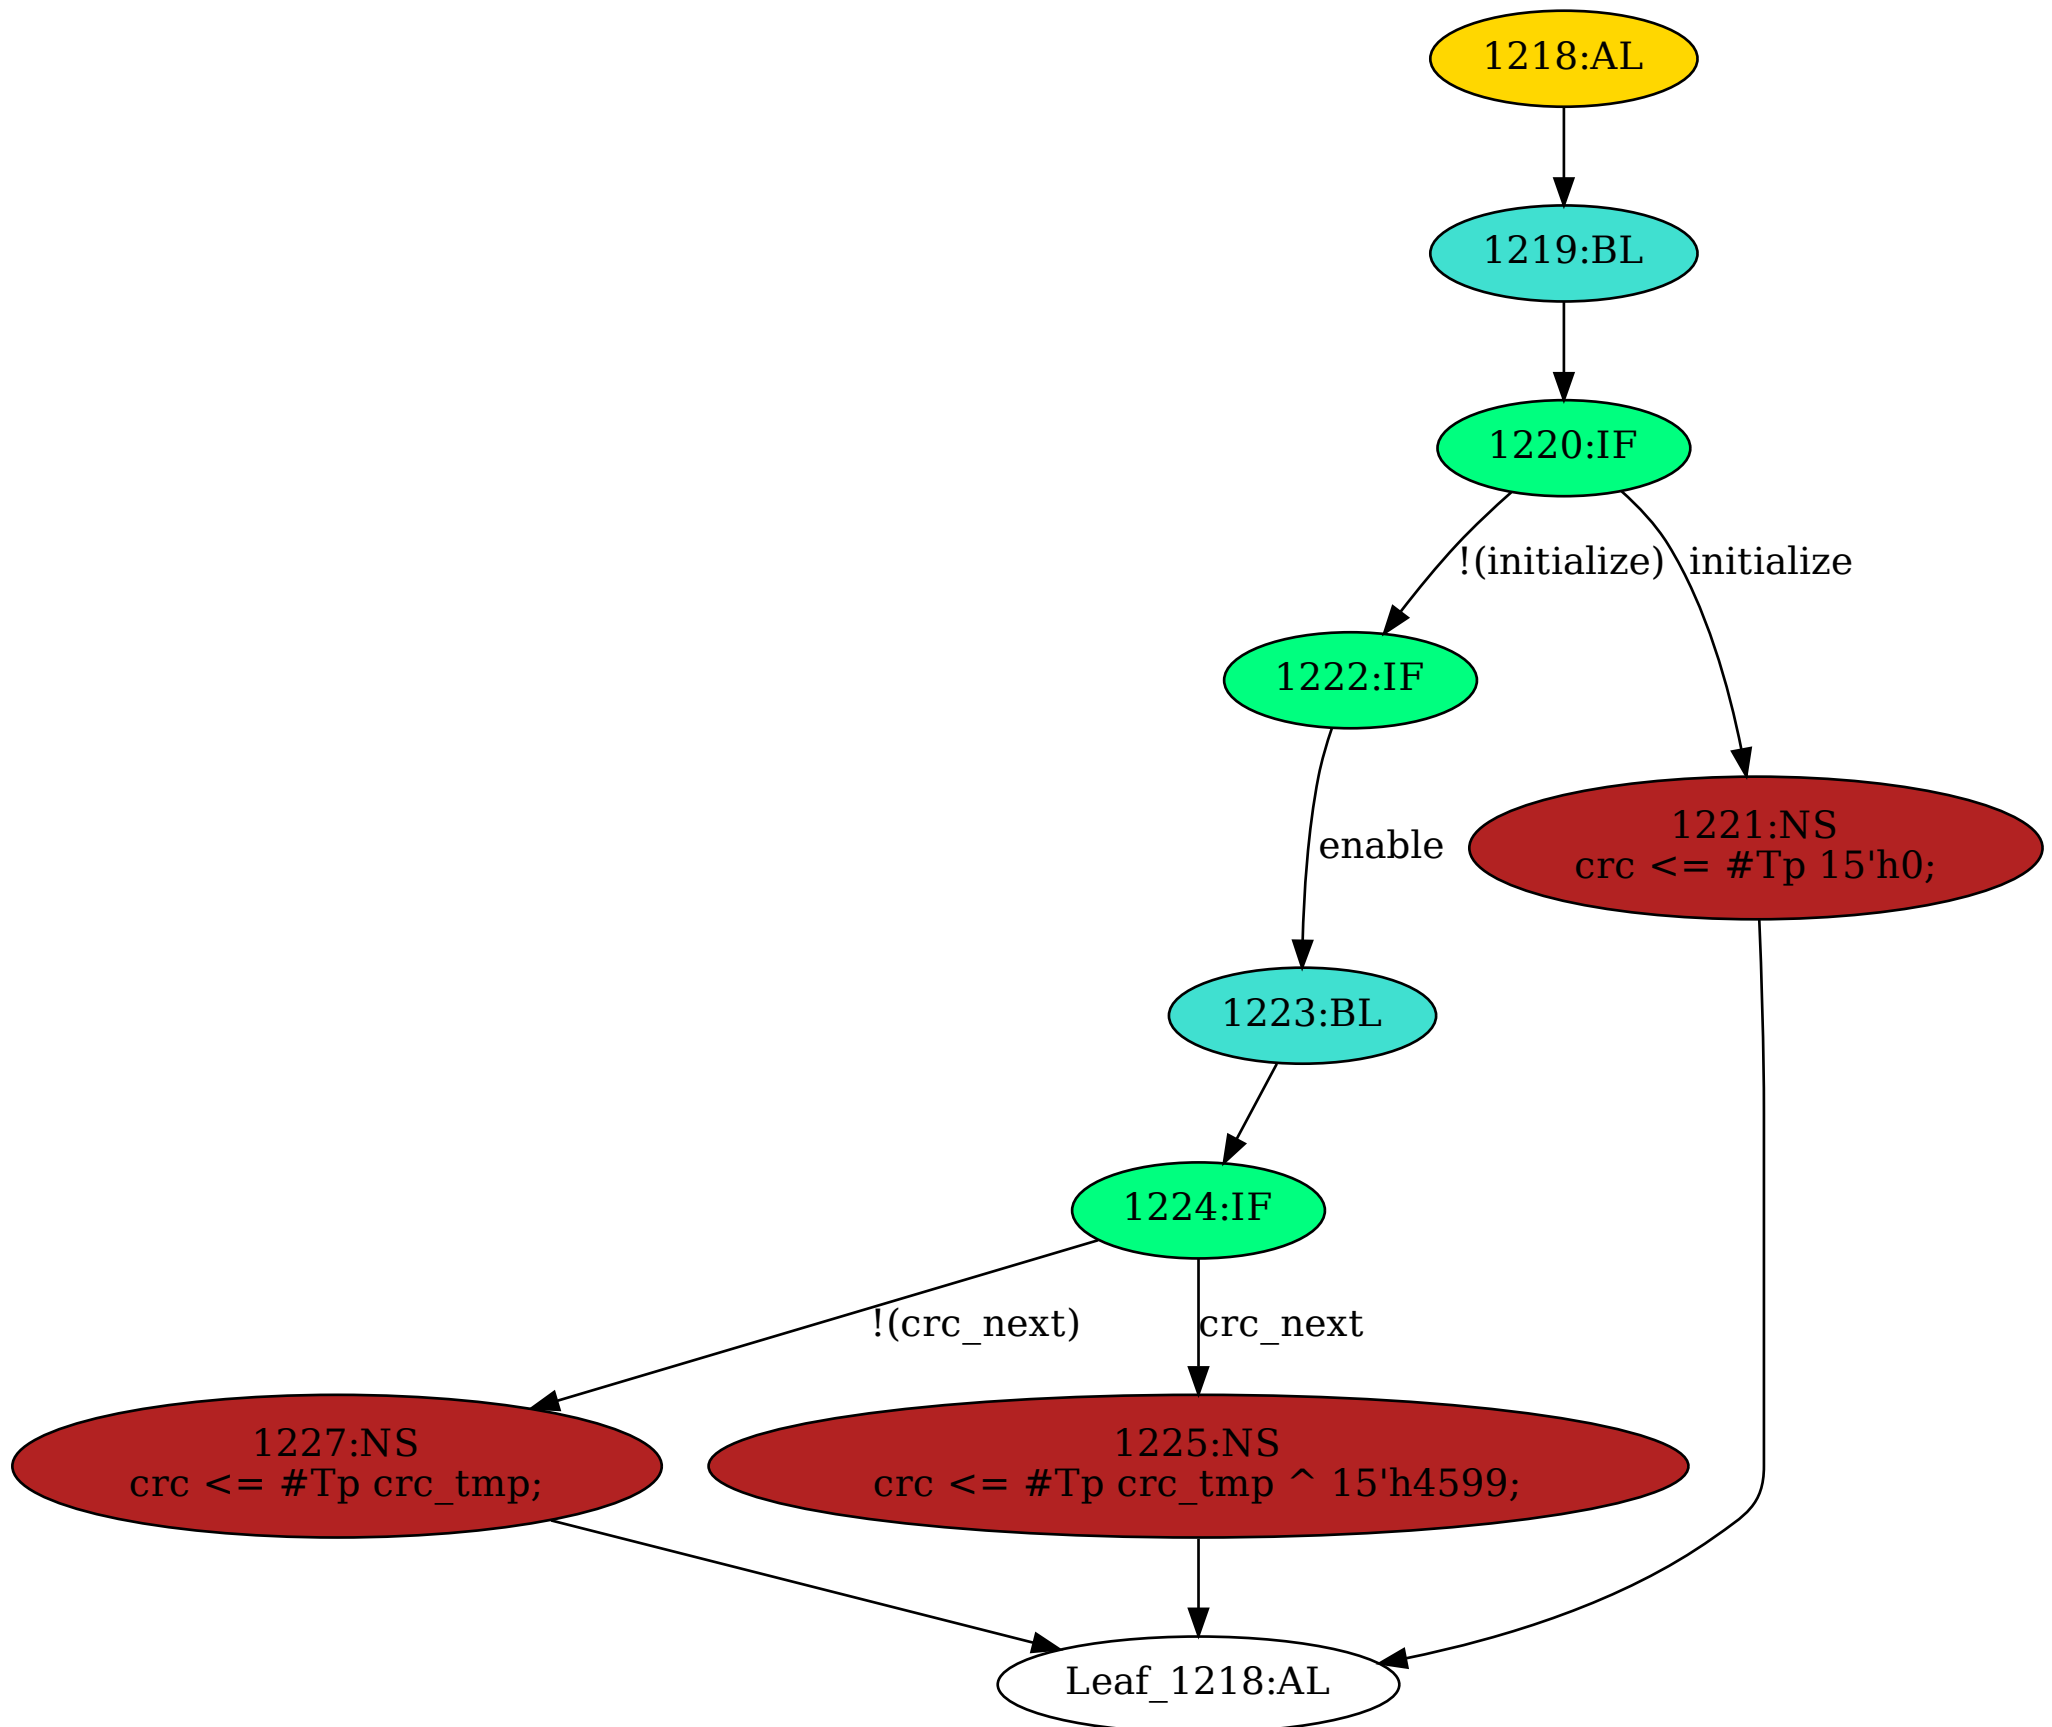 1218:AL
1219:BL
1220:IF
!(initialize)
initialize
1222:IF
1221:NS
crc <= #Tp 15'h0;
enable
1223:BL
1224:IF
!(crc_next)
crc_next
1227:NS
crc <= #Tp crc_tmp;
1225:NS
crc <= #Tp crc_tmp ^ 15'h4599;
Leaf_1218:AL